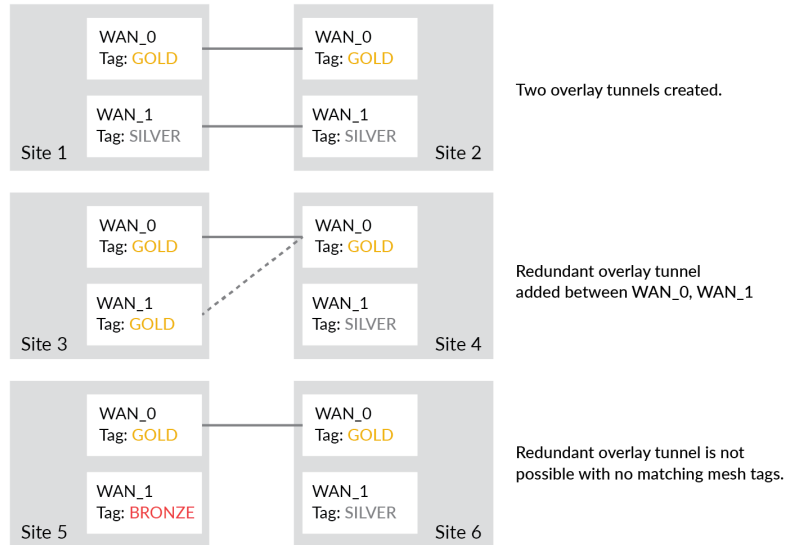 WAN_0
Tag: GOLD
WAN_0
Tag: GOLD
Two overlay tunnels created.
WAN_1
Tag: SILVER
WAN_1
Tag: SILVER
Site 1
Site 2
WAN_0
Tag: GOLD
WAN_0
Tag: GOLD
Redundant overlay tunnel
added between WAN_0, WAN_1
WAN_1
Tag: GOLD
WAN_1
Tag: SILVER
Site 3
Site 4
WAN_0
Tag: GOLD
WAN_0
Tag: GOLD
Redundant overlay tunnel is not
possible with no matching mesh tags.
WAN_1
Tag: BRONZE
WAN_1
Tag: SILVER
Site 5
Site 6